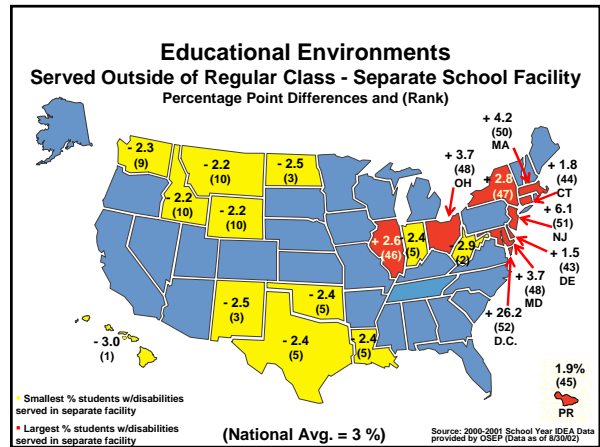 Educational Environments
Served Outside of Regular Class - Separate School Facility
Percentage Point Differences and (Rank)
+ 4.2
(50)
MA
- 2.3
(9)
- 2.2
(10)
- 2.5
(3)
+ 3.7
(48)
OH
+ 2.8
(47)
+ 1.8
(44)
CT
- 2.2
(10)
- 2.2
(10)
+ 6.1
(51)
NJ
+ 2.6
(46)
2.4
(5)
- 2.9
(2)
+ 1.5
(43)
DE
+ 3.7
(48)
MD
- 2.5
(3)
- 2.4
(5)
+ 26.2
(52)
D.C.
- 3.0
(1)
- 2.4
(5)
- 2.4
(5)
1.9%
(45)
PR
Smallest % students w/disabilities
served in separate facility
Largest % students w/disabilities
served in separate facility
(National Avg. = 3 %)
Source: 2000-2001 School Year IDEA Data
provided by OSEP (Data as of 8/30/02)